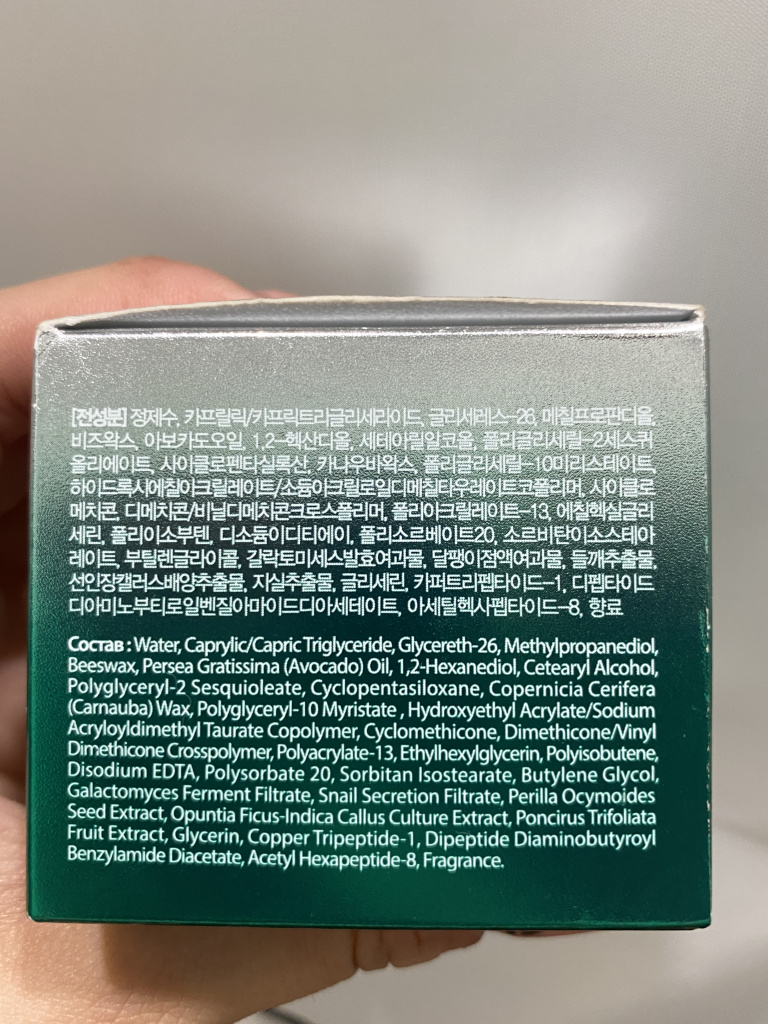 [전성분] 정제수, 카프릴릭/카프릭트리글리세라이드, 글리세레스-26, 메칠프로판디올,
비즈왁스, 아보카도오일, 1,2-헥산디올, 세테아릴알코올, 폴리글리세릴-2세스퀴
올리에이트, 사이클로펜타실록산, 카나우바왁스, 폴리글리세릴-10미리스테이트,
하이드록시에칠아크릴레이트/소듐아크릴로일디메칠타우레이트코폴리머, 사이클로
메치콘, 디메치콘/비닐디메치콘크로스폴리머, 폴리아크릴레이트-13, 에칠헥실글리
세린, 폴리이소부텐, 디소듐이디티에이, 폴리소르베이트20, 소르비탄이소스테아
레이트, 부틸렌글라이콜, 갈락토미세스발효여과물, 달팽이점액여과물, 들깨추출물,
선인장캘러스배양추출물, 지실추출물, 글리세린, 카퍼트리펩타이드-1, 디펩타이드
디아미노부티로일벤질아마이드디아세테이트, 아세틸헥사펩타이드-8, 향료
Состав : Water, Caprylic/Capric Triglyceride, Glycereth-26, Methylpropanediol,
Beeswax, Persea Gratissima (Avocado) Oil, 1,2-Hexanediol, Cetearyl Alcohol,
Polyglyceryl-2 Sesquioleate, Cyclopentasiloxane, Copernicia Cerifera
(Carnauba) Wax, Polyglyceryl-10 Myristate , Hydroxyethyl Acrylate/Sodium
Acryloyldimethyl Taurate Copolymer, Cyclomethicone, Dimethicone/Vinyl
Dimethicone Crosspolymer, Polyacrylate-13, Ethylhexylglycerin, Polyisobutene,
Disodium EDTA, Polysorbate 20, Sorbitan Isostearate, Butylene Glycol,
Galactomyces Ferment Filtrate, Snail Secretion Filtrate, Perilla Ocymoides
Seed Extract, Opuntia Ficus-Indica Callus Culture Extract, Poncirus Trifoliata
Fruit Extract, Glycerin, Copper Tripeptide-1, Dipeptide Diaminobutyroyl
Benzylamide Diacetate, Acetyl Hexapeptide-8, Fragrance.